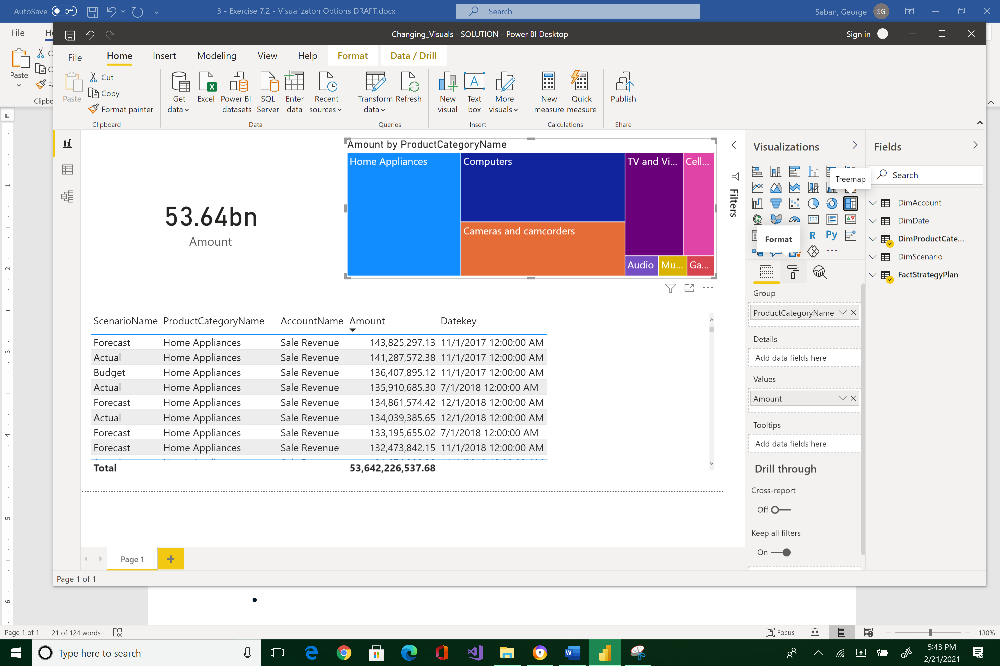 AutoSave Off
3 - Exercise 7.2 - Visualizaton Options DRAFT.docx
Search
Saban, George SG
File
Paste
Changing_Visuals - SOLUTION - Power BI Desktop
Sign in
File Home Insert Modeling View Help Format Data / Drill
Paste
Cut
Copy
Format painter
Clipboard
Get data
Excel
Power BI datasets
SQL Server
Enter data
Recent sources
Data
Transform data
Refresh
Queries
New visual
Text box
More visuals
Insert
New measure
Quick measure
Calculations
Publish
Share
53.64bn
Amount
Amount by ProductCategoryName
Home Appliances
Computers
Cameras and camcorders
TV and Vi...
Cell...
Audio
Mu...
Ga...
ScenarioName ProductCategoryName AccountName Amount Datekey
Forecast Home Appliances Sale Revenue 143,825,297.13 11/1/2017 12:00:00 AM
Actual Home Appliances Sale Revenue 141,287,572.38 11/1/2017 12:00:00 AM
Budget Home Appliances Sale Revenue 136,407,895.12 11/1/2017 12:00:00 AM
Actual Home Appliances Sale Revenue 135,910,685.30 7/1/2018 12:00:00 AM
Forecast Home Appliances Sale Revenue 134,861,574.42 12/1/2018 12:00:00 AM
Actual Home Appliances Sale Revenue 134,039,385.65 12/1/2018 12:00:00 AM
Forecast Home Appliances Sale Revenue 133,195,655.02 7/1/2018 12:00:00 AM
Forecast Home Appliances Sale Revenue 132,473,842.15 11/1/2018 12:00:00 AM
Total 53,642,226,537.68
Filters
Visualizations
Treemap
123
R
Py
Format
Group
ProductCategoryName
Details
Add data fields here
Values
Amount
Tooltips
Add data fields here
Drill through
Cross-report
Off
Keep all filters
On
Fields
Search
DimAccount
DimDate
DimProductCate...
DimScenario
FactStrategyPlan
Page 1
Page 1 of 1
Page 1 of 1
21 of 124 words
Focus
130%
Type here to search
5:43 PM
2/21/2021